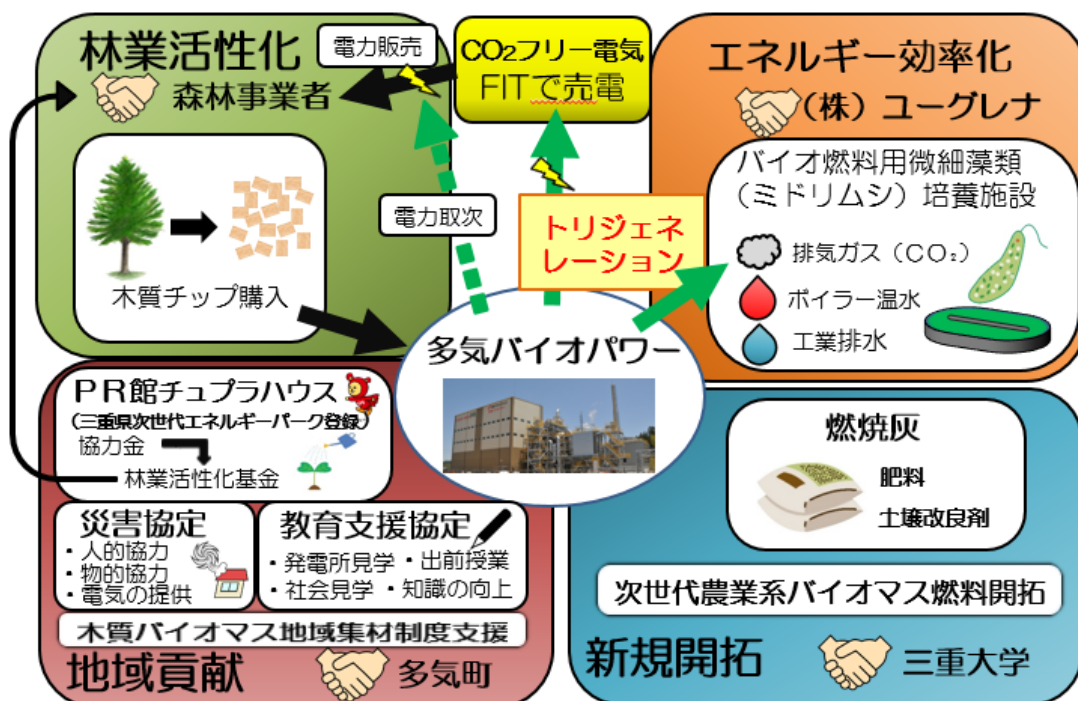 林業活性化
森林事業者
木質チップ購入
電力販売
CO₂フリー電気
FITで売電
電力取次
トリジェネ
レーション
エネルギー効率化
（株）ユーグレナ
バイオ燃料用微細藻類
（ミドリムシ）培養施設
排気ガス（CO₂）
ボイラー温水
工業排水
多気バイオパワー
PR館チュプラハウス
（三重県次世代エネルギーパーク登録）
協力金
林業活性化基金
災害協定
・人的協力
・物的協力
・電気の提供
教育支援協定
・発電所見学 ・出前授業
・社会見学 ・知識の向上
木質バイオマス地域集材制度支援
地域貢献
多気町
燃焼灰
肥料
土壌改良剤
次世代農業系バイオマス燃料開拓
新規開拓
三重大学